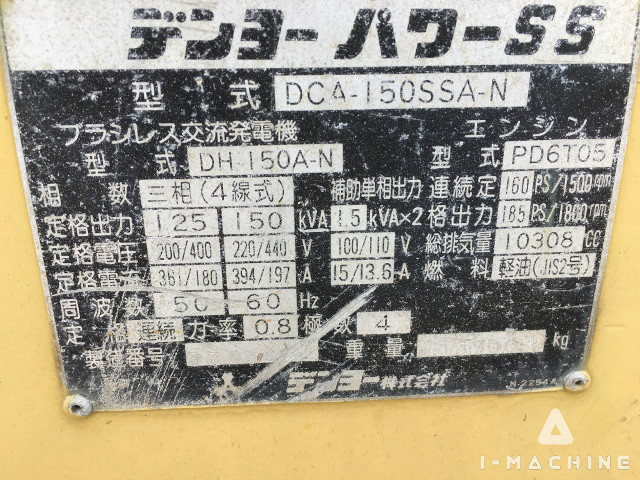 デンヨー パワーSS
型 式 DCA-150SSA-N
ブラシレス交流発電機 エンジン
型 式 DH 150A-N 型 式 PD6T05
相 数 三相(4線式) 補助単相出力 連続定 160 PS/1500rpm
定格出力 125 150 kVA 1.5 kVA×2 格出力 185 PS/1800rpm
定格電圧 200/400 220/440 V 100/110 V 総排気量 10308 CC
定格電流 361/180 394/197 A 15/13.6 A 燃 料 軽油(JIS2号)
周 波 数 50 60 Hz
定 格 連続 力 率 0.8 極 数 4
製造番号 重 量 kg
デンヨー株式会社 N-2254A
I-MACHINE